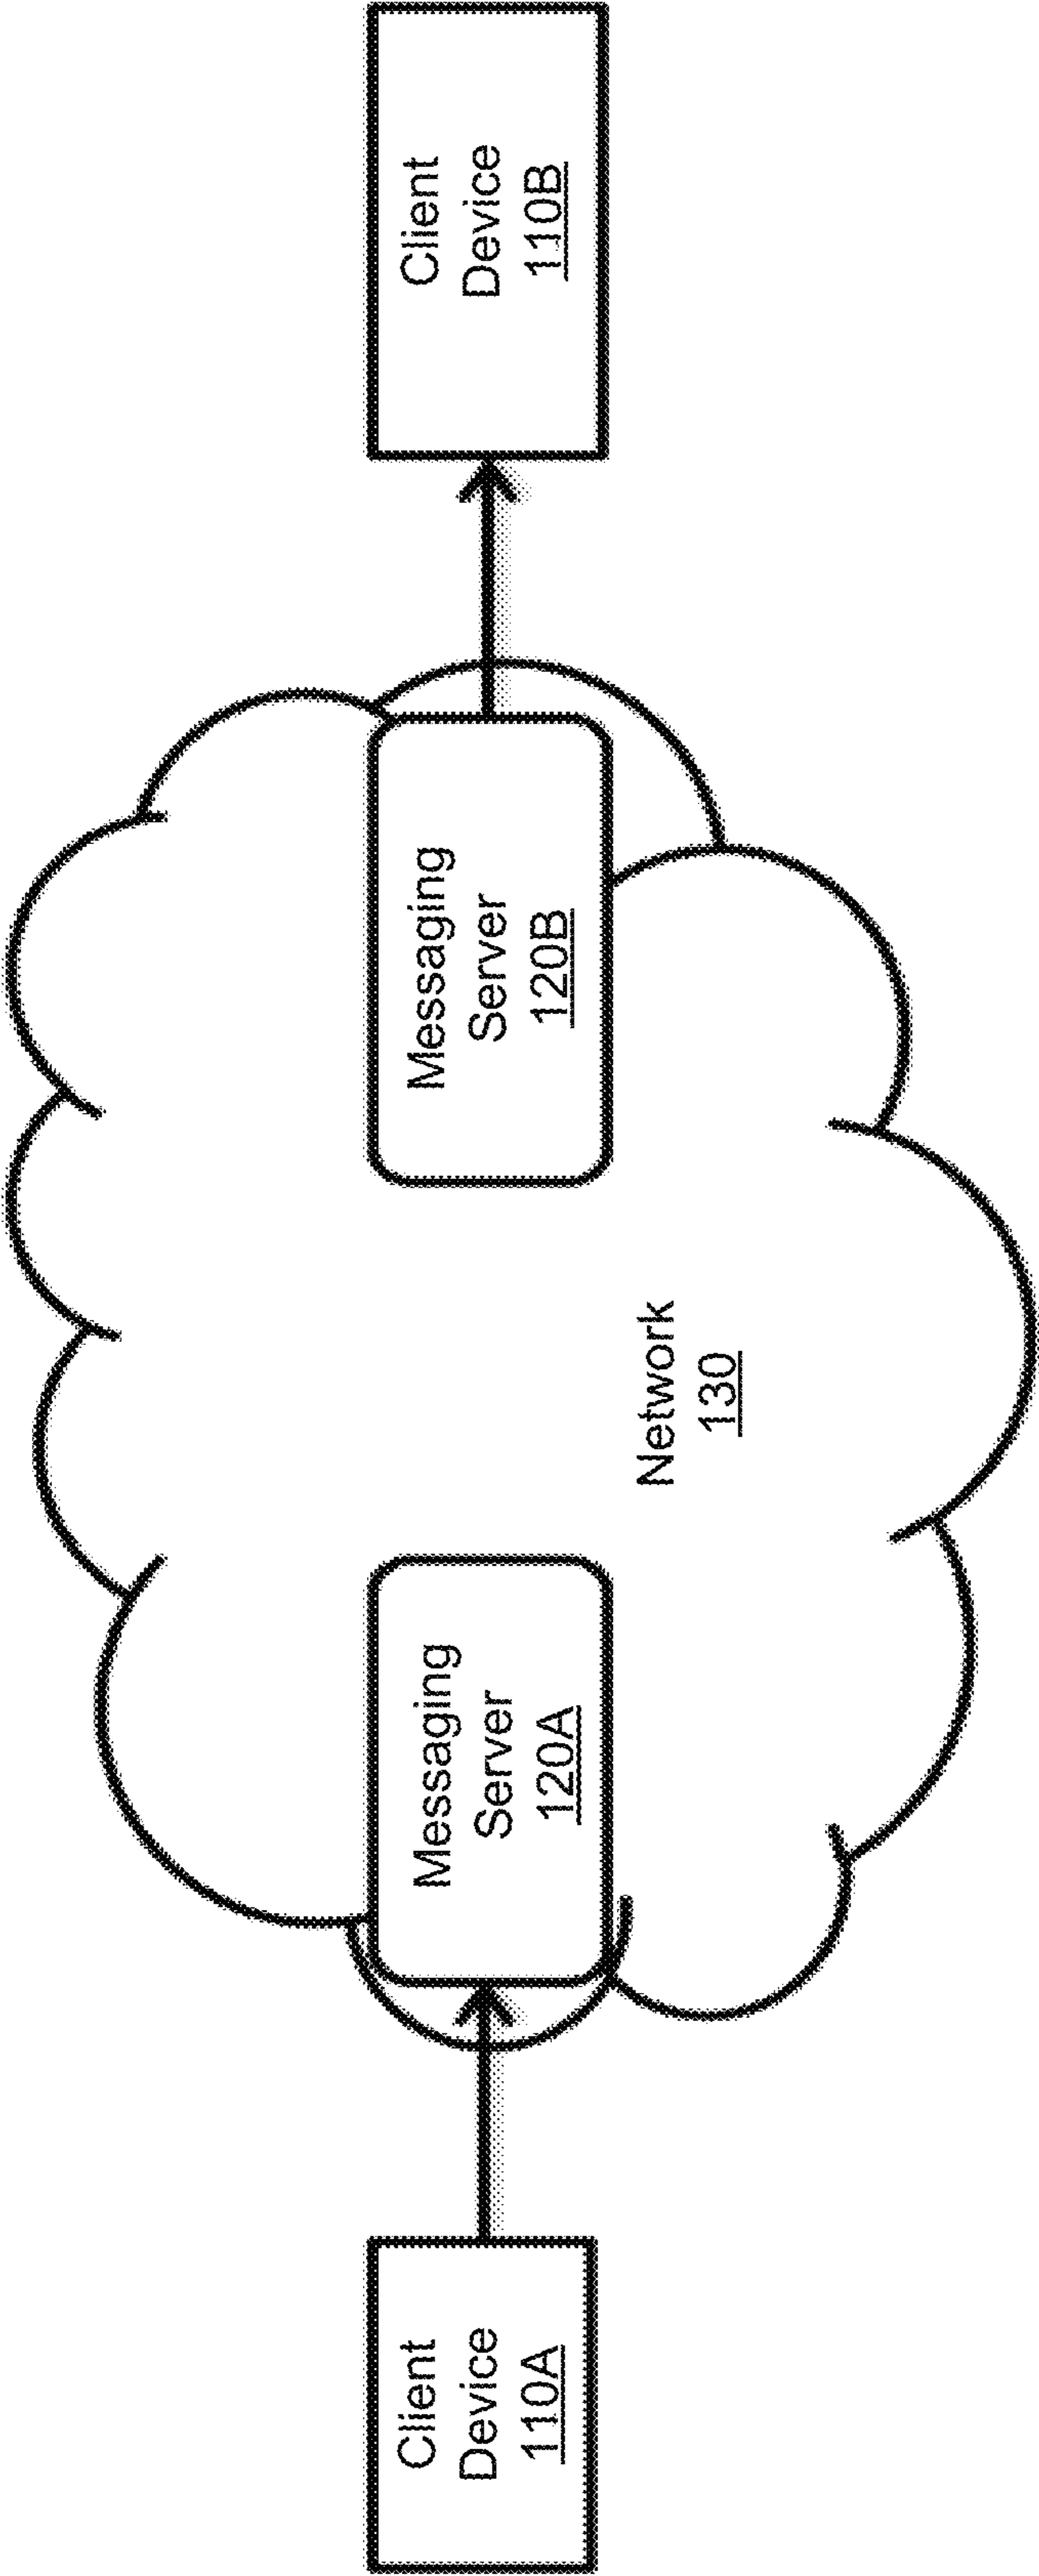 Client
Device
110A
Messaging
Server
120A
Network
130
Messaging
Server
120B
Client
Device
110B